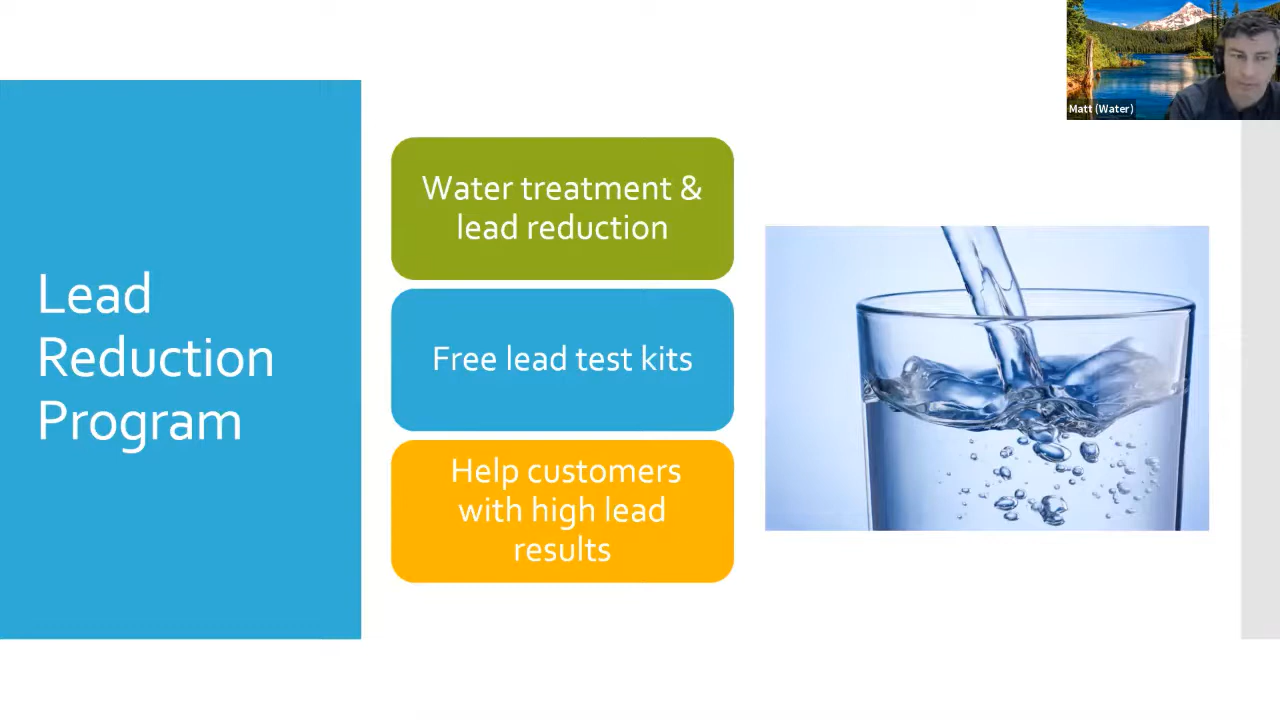 Matt (Water)
Lead
Reduction
Program
Water treatment &
lead reduction
Free lead test kits
Help customers
with high lead
results